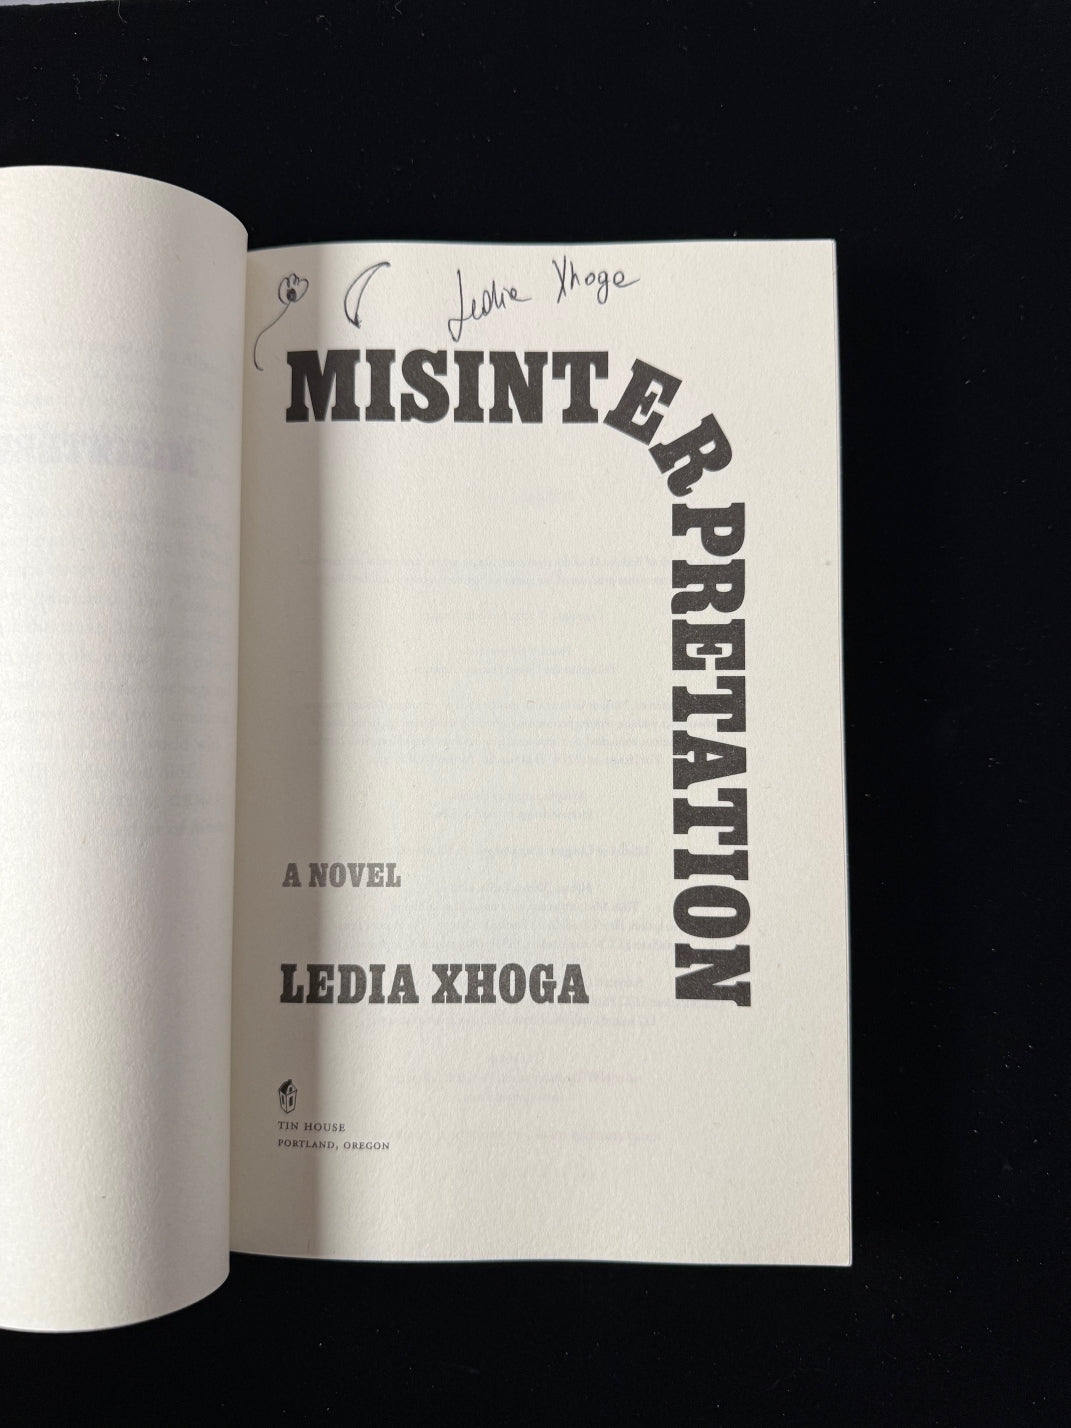 Ledia Xhoga
MISINTERPRETATION
A NOVEL
LEDIA XHOGA
TIN HOUSE
PORTLAND, OREGON